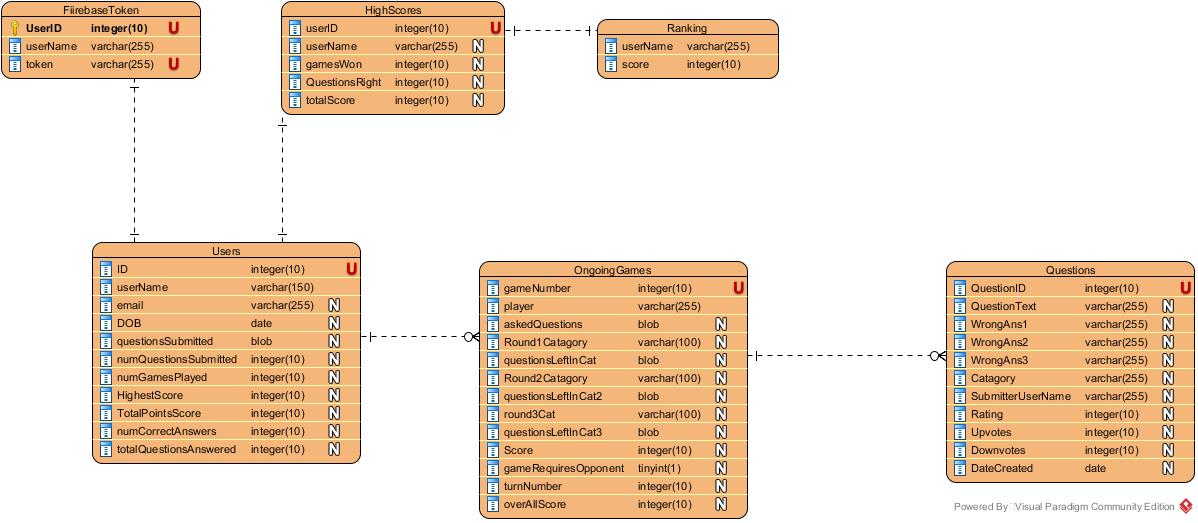 FiirebaseToken
UserID integer(10) U
userName varchar(255)
token varchar(255) U
HighScores
userID integer(10) U
userName varchar(255) N
gamesWon integer(10) N
QuestionsRight integer(10) N
totalScore integer(10) N
Ranking
userName varchar(255)
score integer(10)
Users
ID integer(10) U
userName varchar(150)
email varchar(255) N
DOB date N
questionsSubmitted blob N
numQuestionsSubmitted integer(10) N
numGamesPlayed integer(10) N
HighestScore integer(10) N
TotalPointsScore integer(10) N
numCorrectAnswers integer(10) N
totalQuestionsAnswered integer(10) N
OngoingGames
gameNumber integer(10) U
player varchar(255)
askedQuestions blob N
Round1Catagory varchar(100) N
questionsLeftInCat blob N
Round2Catagory varchar(100) N
questionsLeftInCat2 blob N
round3Cat varchar(100) N
questionsLeftInCat3 blob N
Score integer(10) N
gameRequiresOpponent tinyint(1) N
turnNumber integer(10) N
overAllScore integer(10) N
Questions
QuestionID integer(10) U
QuestionText varchar(255) N
WrongAns1 varchar(255) N
WrongAns2 varchar(255) N
WrongAns3 varchar(255) N
Catagory varchar(255) N
SubmitterUserName varchar(255) N
Rating integer(10) N
Upvotes integer(10) N
Downvotes integer(10) N
DateCreated date N
Powered By Visual Paradigm Community Edition